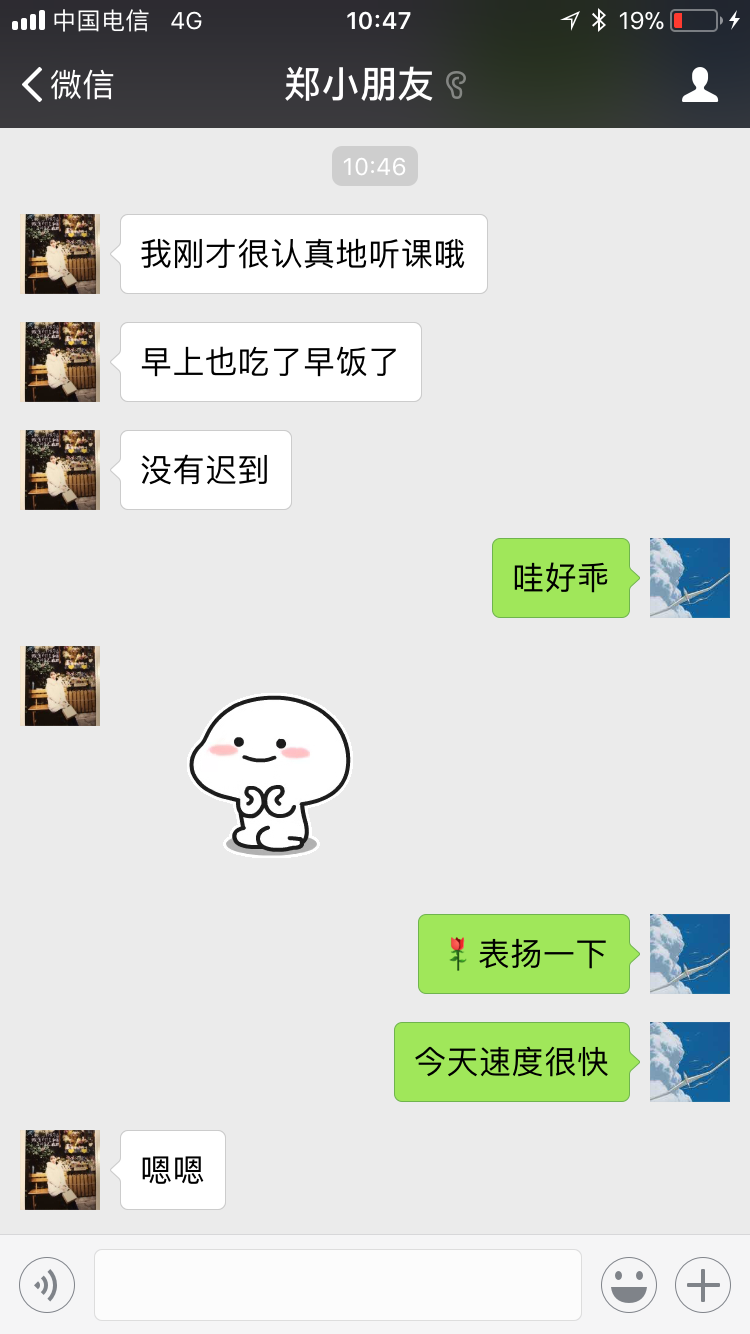 中国电信 4G 10:47 19%
微信 郑小朋友
10:46
我刚才很认真地听课哦
早上也吃了早饭了
没有迟到
哇好乖
🌹表扬一下
今天速度很快
嗯嗯